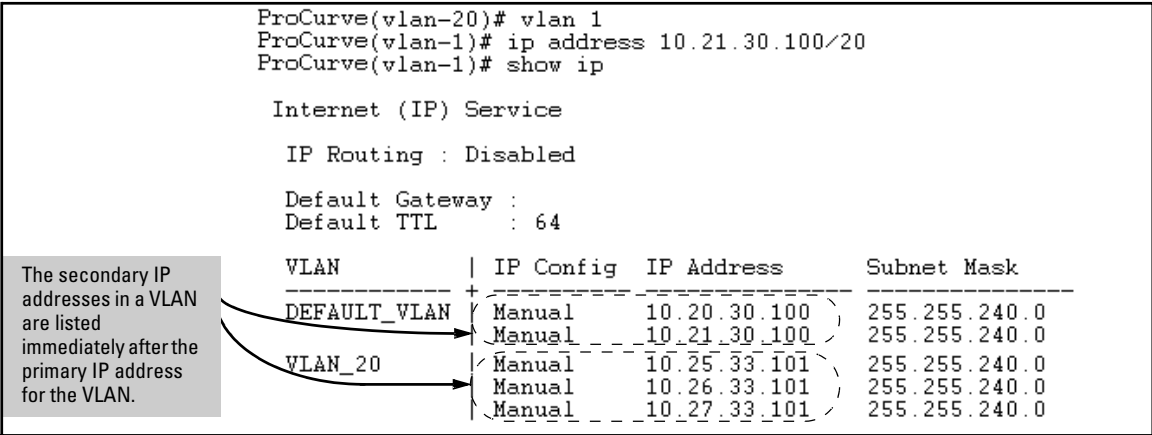 ProCurve(vlan-20)# vlan 1
ProCurve(vlan-1)# ip address 10.21.30.100/20
ProCurve(vlan-1)# show ip
Internet (IP) Service
IP Routing : Disabled
Default Gateway :
Default TTL : 64
VLAN | IP Config IP Address Subnet Mask
------------ + ---------- --------------- ---------------
DEFAULT_VLAN | Manual 10.20.30.100 255.255.240.0
| Manual 10.21.30.100 255.255.240.0
VLAN_20 | Manual 10.25.33.101 255.255.240.0
Manual 10.26.33.101 255.255.240.0
| Manual 10.27.33.101 255.255.240.0
The secondary IP
addresses in a VLAN
are listed
immediately after the
primary IP address
for the VLAN.